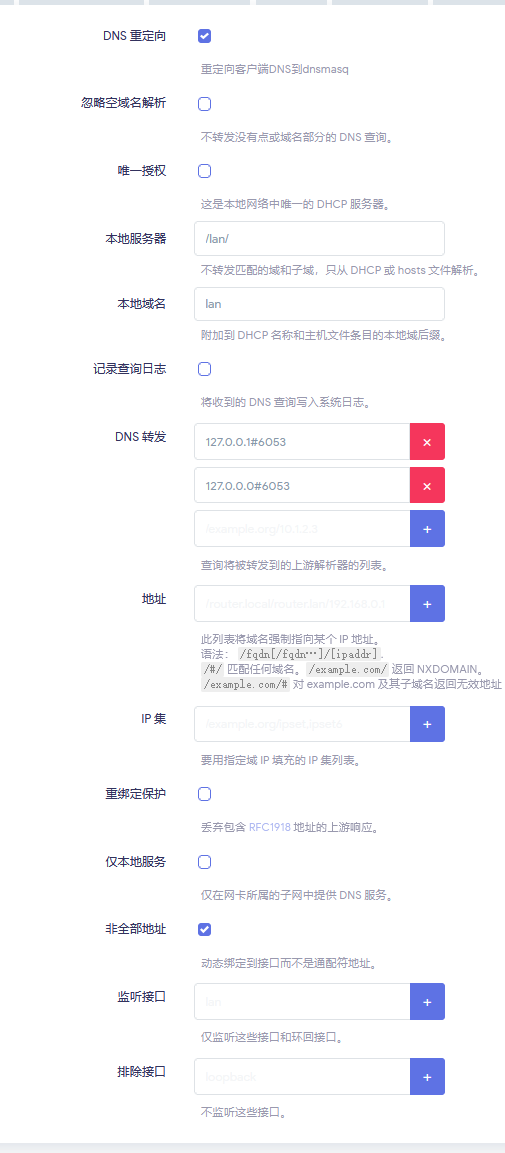 DNS 重定向
重定向客户端DNS到dnsmasq
忽略空域名解析
不转发没有点或域名部分的 DNS 查询。
唯一授权
这是本地网络中唯一的 DHCP 服务器。
本地服务器
/lan/
不转发匹配的域和子域，只从 DHCP 或 hosts 文件解析。
本地域名
lan
附加到 DHCP 名称和主机文件条目的本地域后缀。
记录查询日志
将收到的 DNS 查询写入系统日志。
DNS 转发
127.0.0.1#6053
127.0.0.0#6053
/example.org/10.1.2.3
查询将被转发到的上游解析器的列表。
地址
/router.local/router.lan/192.168.0.1
此列表将域名强制指向某个 IP 地址。
语法： /fqdn[/fqdn…]/[ipaddr].
/#/ 匹配任何域名。 /example.com/ 返回 NXDOMAIN。
/example.com/# 对 example.com 及其子域名返回无效地址
IP 集
/example.org/ipset,ipset6
要用指定域 IP 填充的 IP 集列表。
重绑定保护
丢弃包含 RFC1918 地址的上游响应。
仅本地服务
仅在网卡所属的子网中提供 DNS 服务。
非全部地址
动态绑定到接口而不是通配符地址。
监听接口
lan
仅监听这些接口和环回接口。
排除接口
loopback
不监听这些接口。